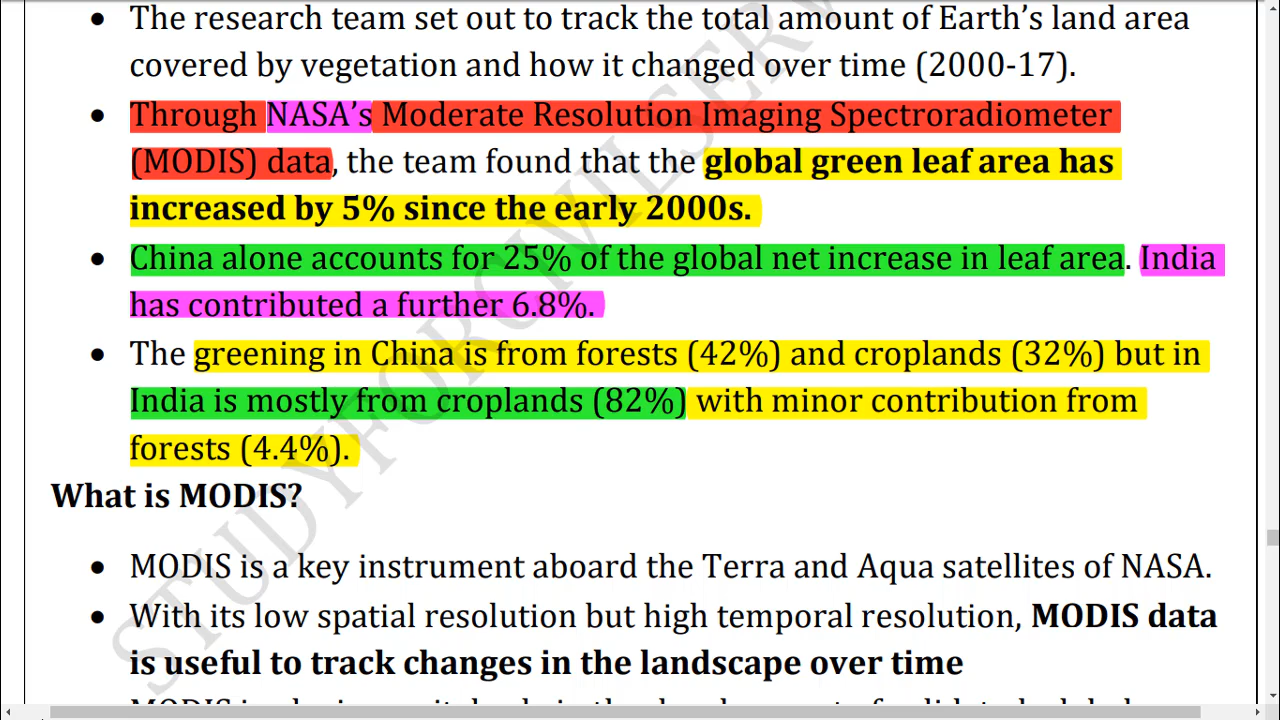 • The research team set out to track the total amount of Earth’s land area
covered by vegetation and how it changed over time (2000-17).
• Through NASA’s Moderate Resolution Imaging Spectroradiometer
(MODIS) data, the team found that the global green leaf area has
increased by 5% since the early 2000s.
• China alone accounts for 25% of the global net increase in leaf area. India
has contributed a further 6.8%.
• The greening in China is from forests (42%) and croplands (32%) but in
India is mostly from croplands (82%) with minor contribution from
forests (4.4%).
What is MODIS?
• MODIS is a key instrument aboard the Terra and Aqua satellites of NASA.
• With its low spatial resolution but high temporal resolution, MODIS data
is useful to track changes in the landscape over time
STUDYFORCIVILSERV